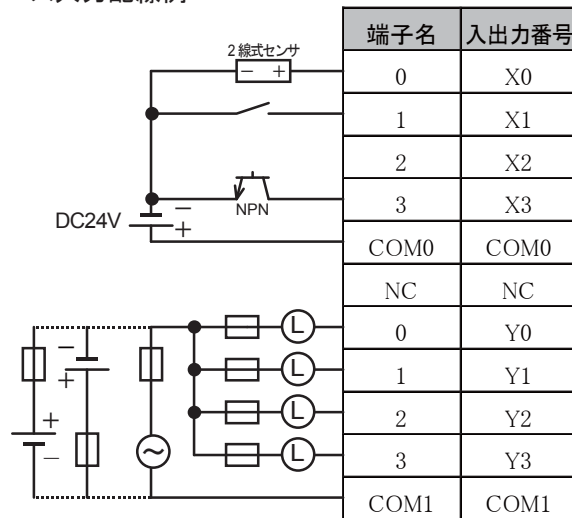 端子名 入出力番号
2線式センサ
− +
0 X0
1 X1
2 X2
NPN
3 X3
DC24V
−
+
COM0 COM0
NC NC
L
0 Y0
−
+
L
1 Y1
+
−
L
2 Y2
L
3 Y3
COM1 COM1